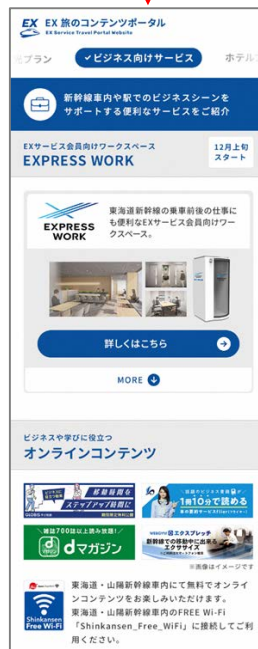 EX EX 旅のコンテンツポータル
EX Service Travel Portal Website
プラン
✓ビジネス向けサービス
ホテル
新幹線車内や駅でのビジネスシーンを
サポートする便利なサービスをご紹介
EXサービス会員向けワークスペース
EXPRESS WORK
12月上旬
スタート
EXPRESS
WORK
東海道新幹線の乗車前後の仕事に
も便利なEXサービス会員向けワー
クスペース。
詳しくはこちら
MORE
ビジネスや学びに役立つ
オンラインコンテンツ
移動時間を
ステップアップ時間に
1冊10分で読める
＼雑誌700誌以上読み放題!／
dマガジン
エクスプレッチ
新幹線での移動中に出来る
エクササイズ
※画像はイメージです
Shinkansen
Free Wi-Fi
東海道・山陽新幹線車内にて無料でオンライ
ンコンテンツをお楽しみいただけます。
東海道・山陽新幹線車内のFREE Wi-Fi
「Shinkansen_Free_WiFi」に接続してご利
用ください。